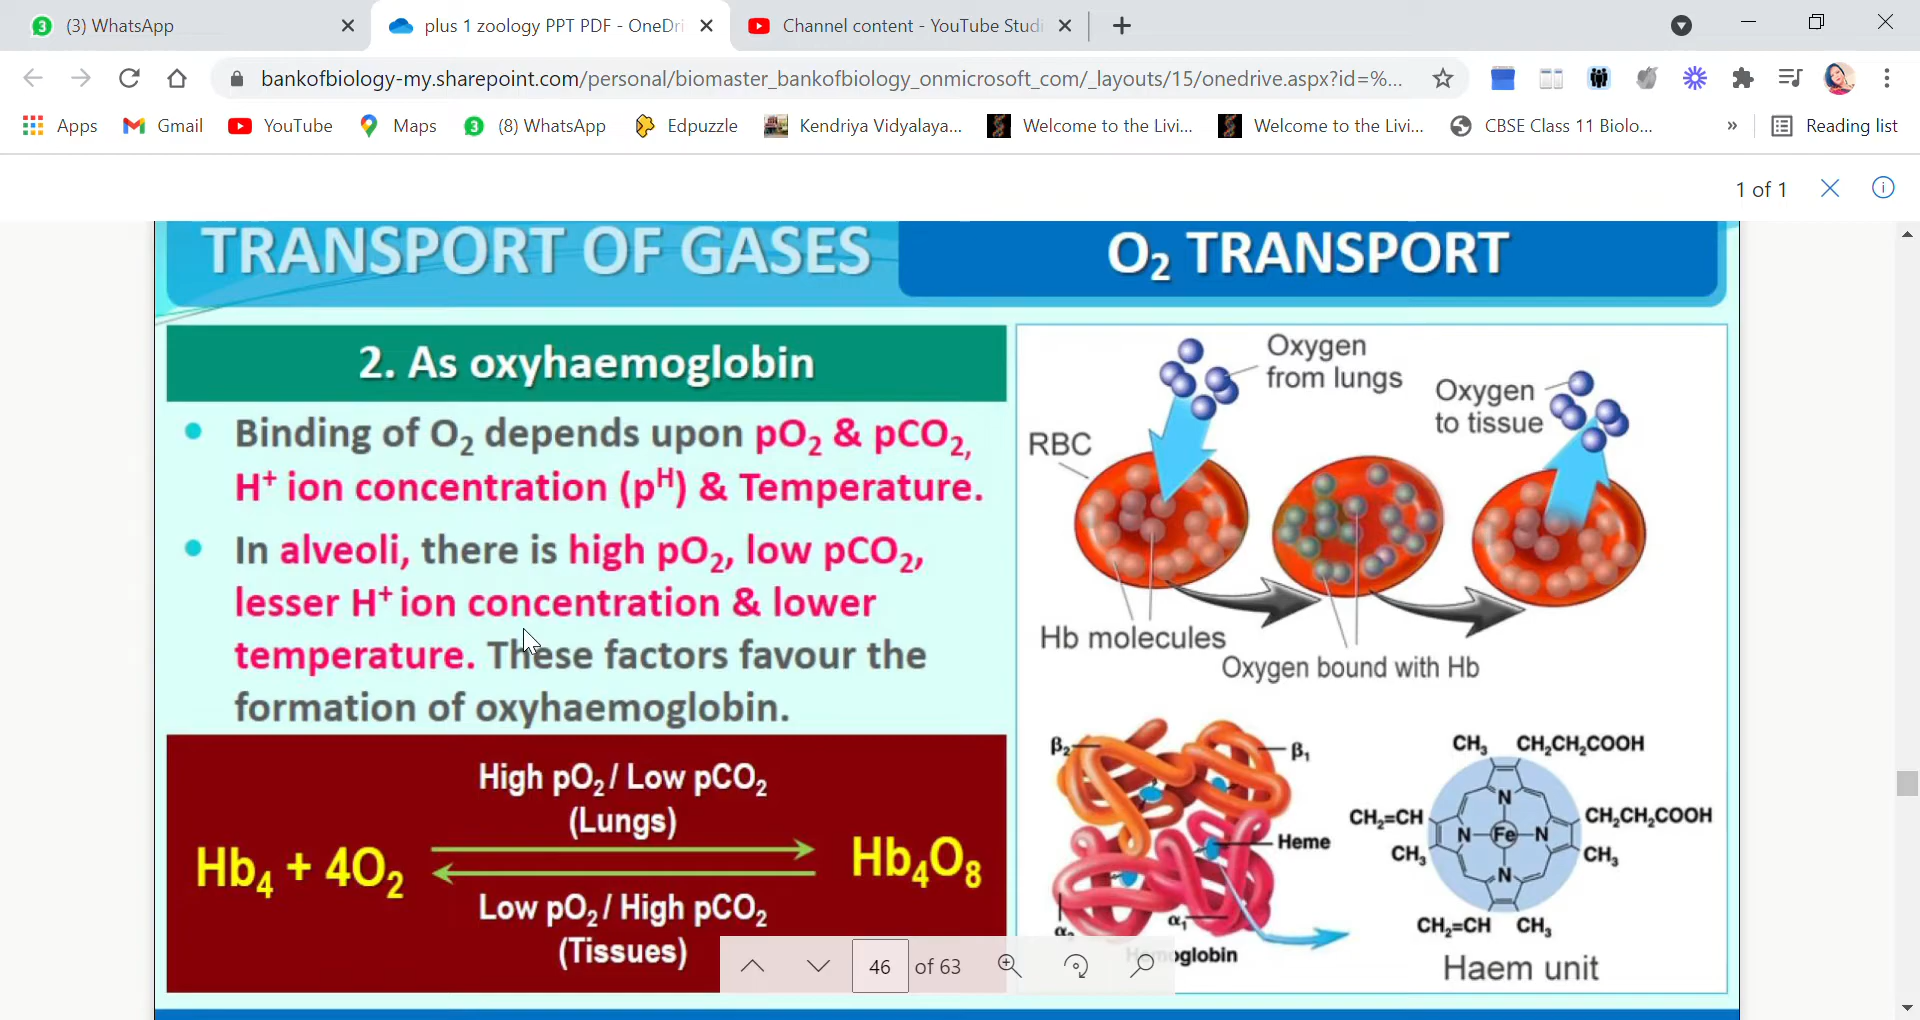 (3) WhatsApp
plus 1 zoology PPT PDF - OneDri
Channel content - YouTube Studi
bankofbiology-my.sharepoint.com/personal/biomaster_bankofbiology_onmicrosoft_com/_layouts/15/onedrive.aspx?id=%...
Apps
Gmail
YouTube
Maps
(8) WhatsApp
Edpuzzle
Kendriya Vidyalaya...
Welcome to the Livi...
Welcome to the Livi...
CBSE Class 11 Biolo...
»
Reading list
1 of 1
TRANSPORT OF GASES
O₂ TRANSPORT
2. As oxyhaemoglobin
• Binding of O₂ depends upon pO₂ & pCO₂,
H⁺ ion concentration (pᴴ) & Temperature.
• In alveoli, there is high pO₂, low pCO₂,
lesser H⁺ ion concentration & lower
temperature. These factors favour the
formation of oxyhaemoglobin.
High pO₂ / Low pCO₂
(Lungs)
Hb₄ + 4O₂
Hb₄O₈
Low pO₂ / High pCO₂
(Tissues)
Oxygen
from lungs
Oxygen
to tissue
RBC
Hb molecules
Oxygen bound with Hb
β₂
β₁
Heme
α₁
α₂
Hemoglobin
CH₃ CH₂CH₂COOH
CH₂=CH
CH₂CH₂COOH
N
N Fe N
N
CH₃
CH₃
CH₂=CH CH₃
Haem unit
46 of 63